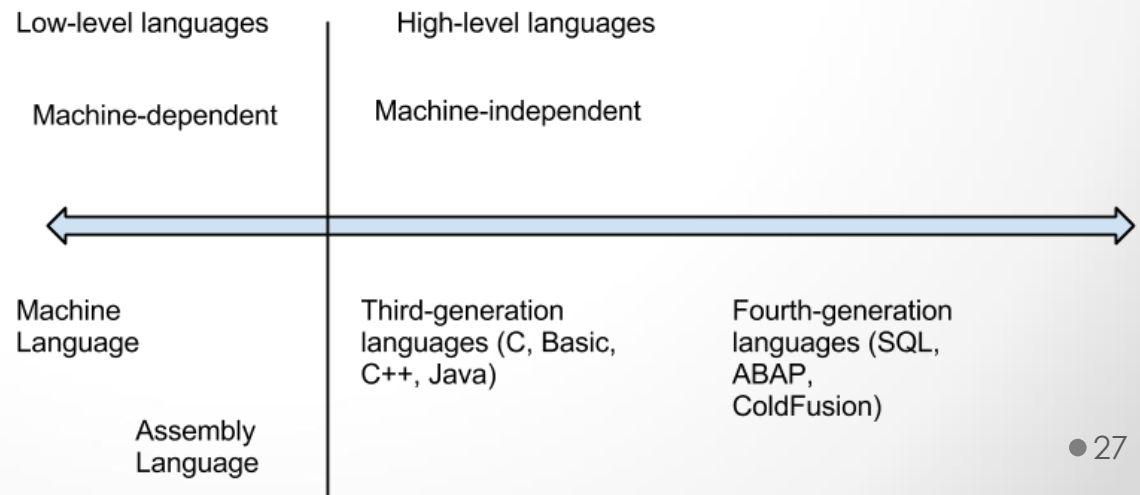 Low-level languages
High-level languages
Machine-dependent
Machine-independent
Machine
Language
Assembly
Language
Third-generation
languages (C, Basic,
C++, Java)
Fourth-generation
languages (SQL,
ABAP,
ColdFusion)
27